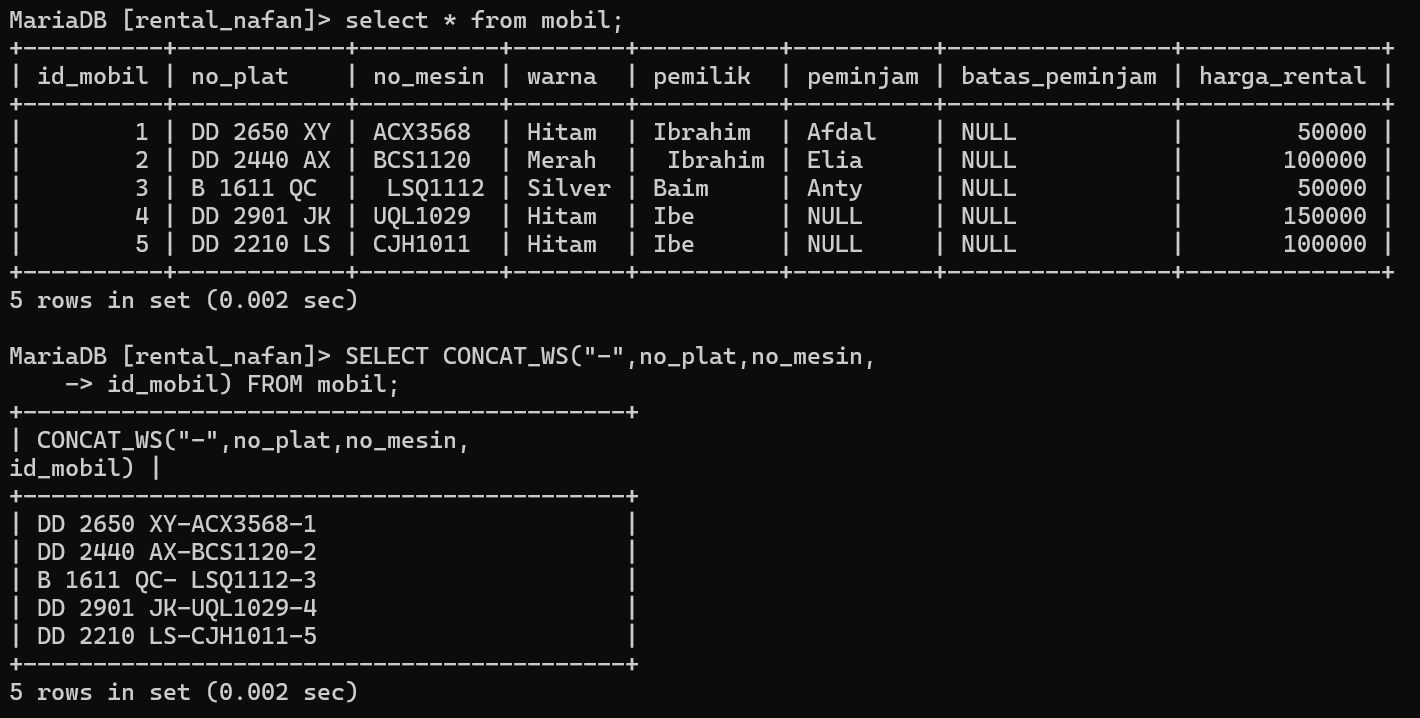 MariaDB [rental_nafan]> select * from mobil;
+----------+------------+----------+--------+----------+----------+---------------+--------------+
| id_mobil | no_plat    | no_mesin | warna  | pemilik  | peminjam | batas_peminjam | harga_rental |
+----------+------------+----------+--------+----------+----------+---------------+--------------+
|        1 | DD 2650 XY | ACX3568  | Hitam  | Ibrahim  | Afdal    | NULL           |        50000 |
|        2 | DD 2440 AX | BCS1120  | Merah  |  Ibrahim | Elia     | NULL           |       100000 |
|        3 | B 1611 QC  |  LSQ1112 | Silver | Baim     | Anty     | NULL           |        50000 |
|        4 | DD 2901 JK | UQL1029  | Hitam  | Ibe      | NULL     | NULL           |       150000 |
|        5 | DD 2210 LS | CJH1011  | Hitam  | Ibe      | NULL     | NULL           |       100000 |
+----------+------------+----------+--------+----------+----------+---------------+--------------+
5 rows in set (0.002 sec)
MariaDB [rental_nafan]> SELECT CONCAT_WS("-",no_plat,no_mesin,
    -> id_mobil) FROM mobil;
+-------------------------------------------+
| CONCAT_WS("-",no_plat,no_mesin,
id_mobil) |
+-------------------------------------------+
| DD 2650 XY-ACX3568-1                      |
| DD 2440 AX-BCS1120-2                      |
| B 1611 QC- LSQ1112-3                      |
| DD 2901 JK-UQL1029-4                      |
| DD 2210 LS-CJH1011-5                      |
+-------------------------------------------+
5 rows in set (0.002 sec)